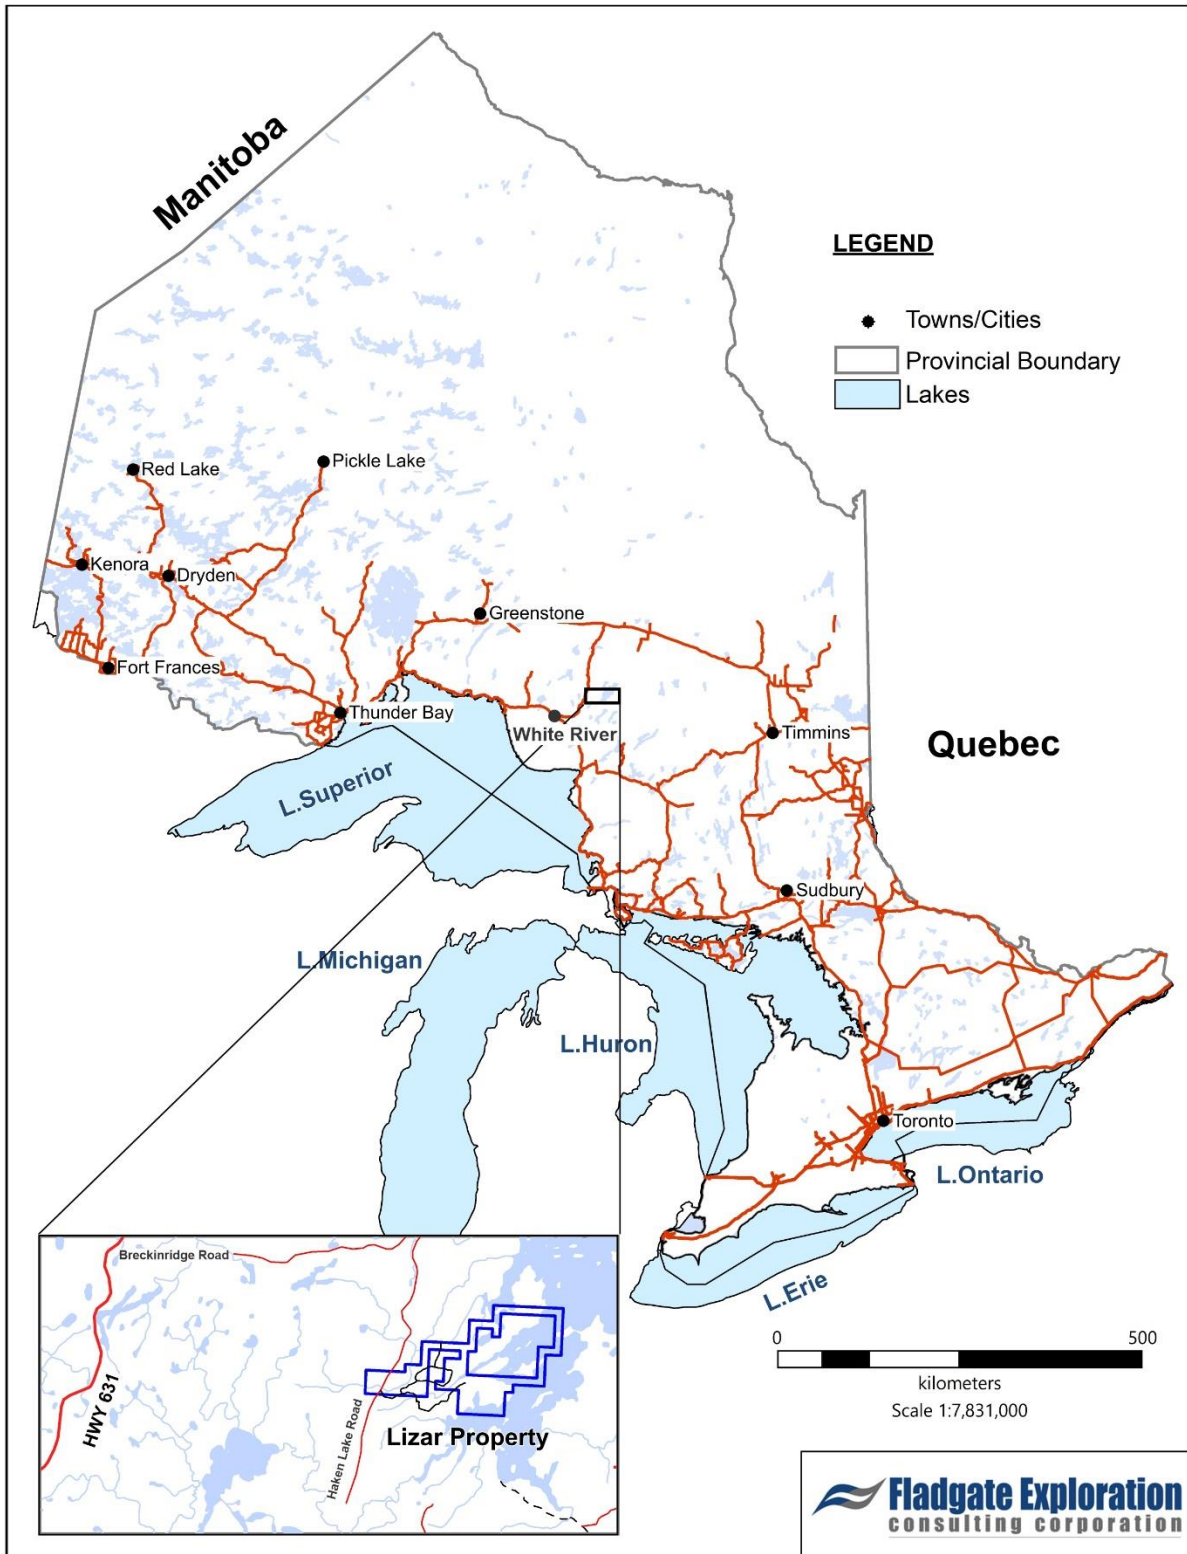 Manitoba
LEGEND
Towns/Cities
Provincial Boundary
Lakes
Red Lake
Pickle Lake
Kenora
Dryden
Greenstone
Fort Frances
Thunder Bay
White River
Timmins
Quebec
L.Superior
Sudbury
L.Michigan
L.Huron
Toronto
L.Ontario
L.Erie
Breckinridge Road
HWY 631
Haken Lake Road
Lizar Property
0 500
kilometers
Scale 1:7,831,000
Fladgate Exploration
consulting corporation